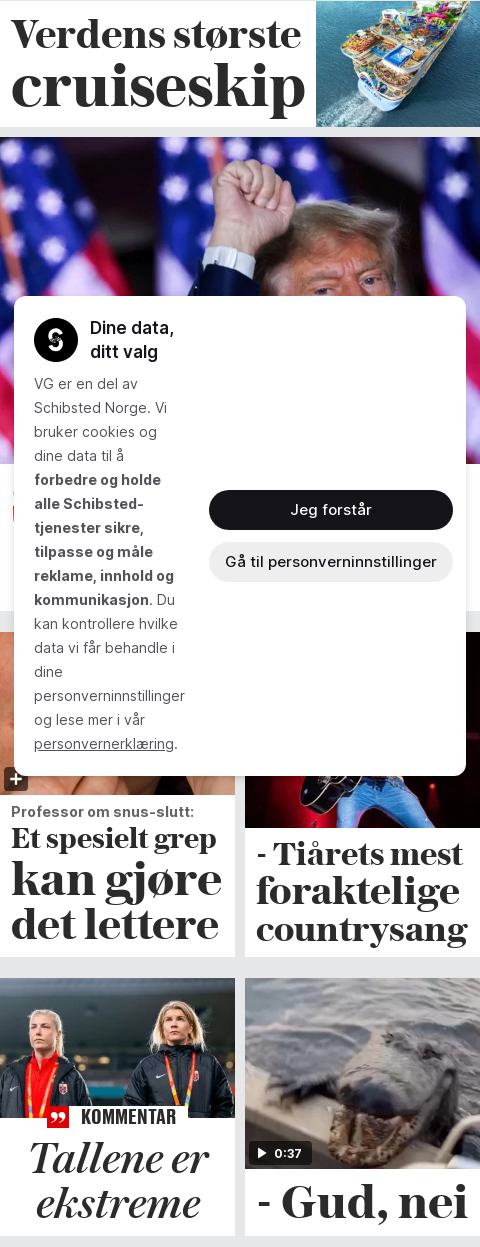 Verdens største
cruiseskip
Dine data,
ditt valg
VG er en del av
Schibsted Norge. Vi
bruker cookies og
dine data til å
forbedre og holde
alle Schibsted-
tjenester sikre,
tilpasse og måle
reklame, innhold og
kommunikasjon. Du
kan kontrollere hvilke
data vi får behandle i
dine
personverninnstillinger
og lese mer i vår
personvernerklæring.
Jeg forstår
Gå til personverninnstillinger
Professor om snus-slutt:
Et spesielt grep
kan gjøre
det lettere
- Tiårets mest
foraktelige
countrysang
KOMMENTAR
Tallene er
ekstreme
0:37
- Gud, nei